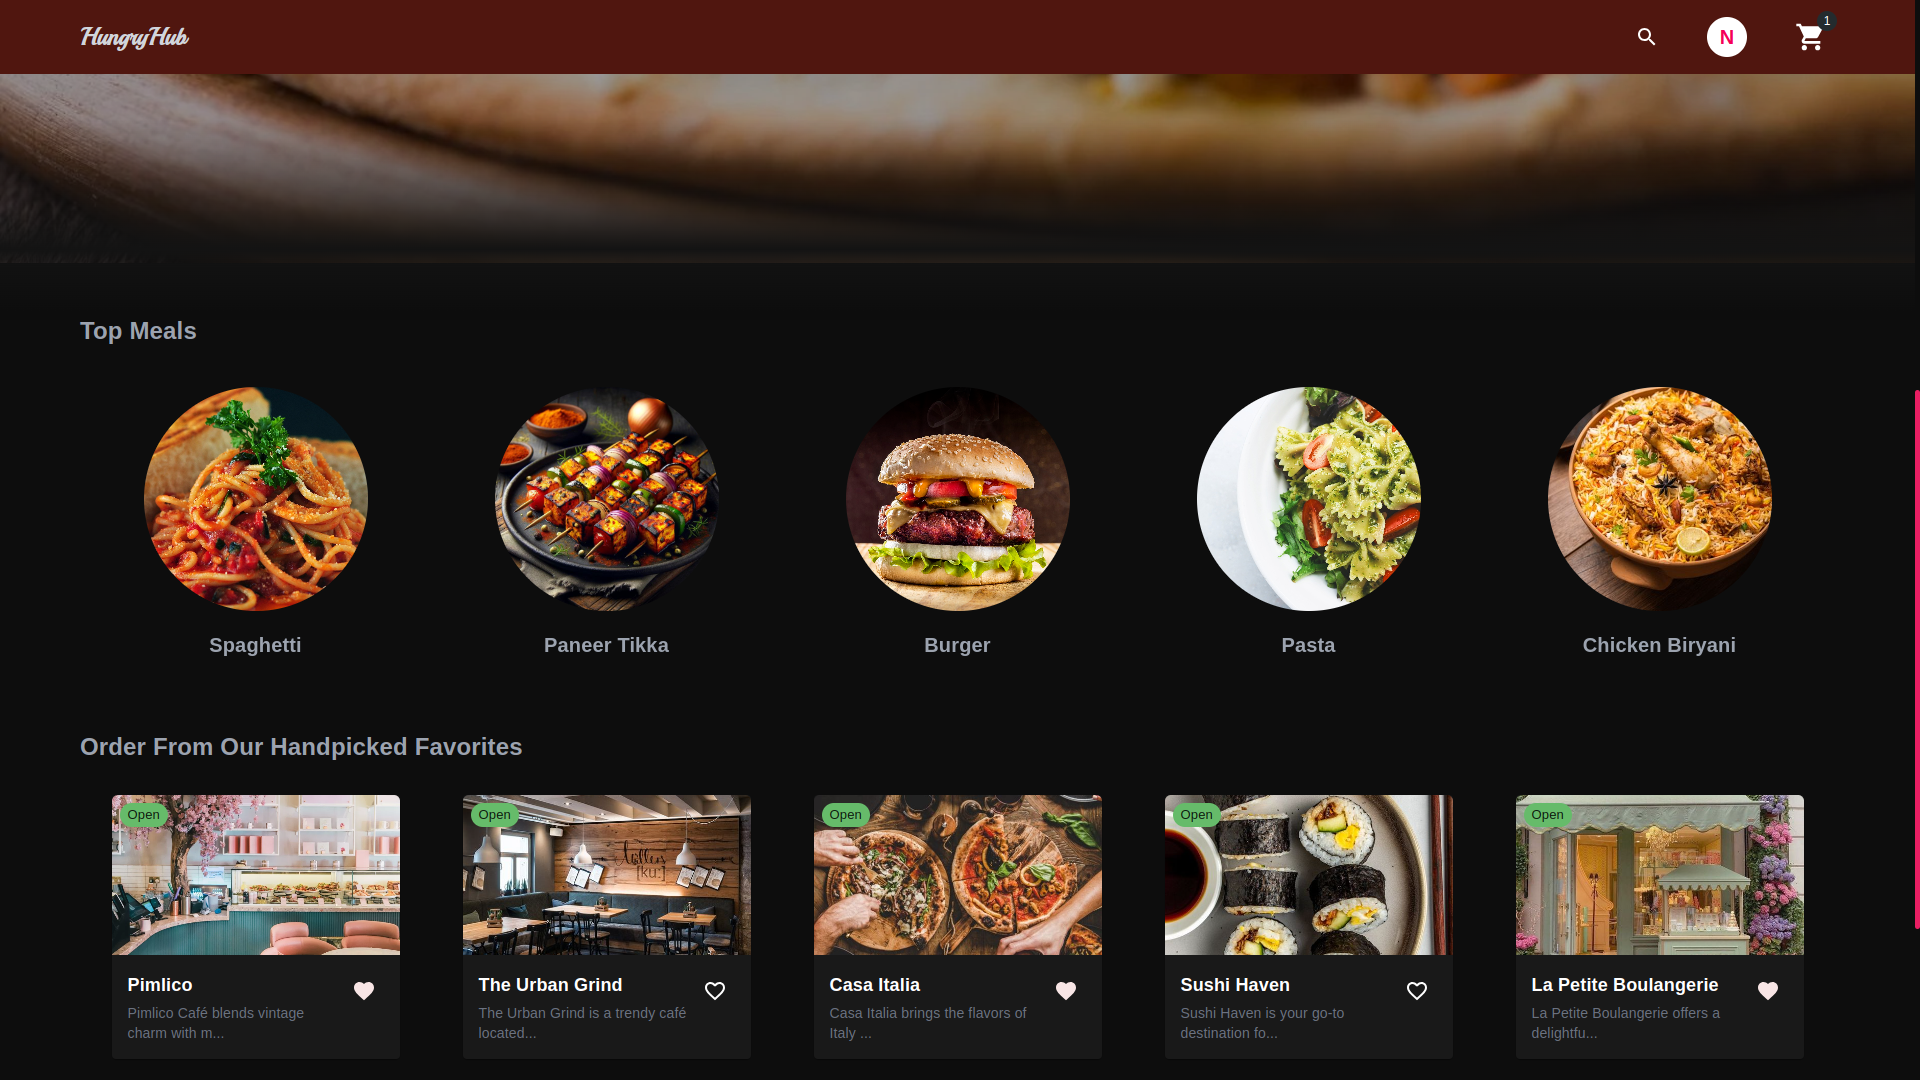 HungryHub
N
1
Top Meals
Spaghetti
Paneer Tikka
Burger
Pasta
Chicken Biryani
Order From Our Handpicked Favorites
Open
Open
Open
Open
Open
Müllers
[ku:]
Pimlico
Pimlico Café blends vintage
charm with m...
The Urban Grind
The Urban Grind is a trendy café
located...
Casa Italia
Casa Italia brings the flavors of
Italy ...
Sushi Haven
Sushi Haven is your go-to
destination fo...
La Petite Boulangerie
La Petite Boulangerie offers a
delightfu...